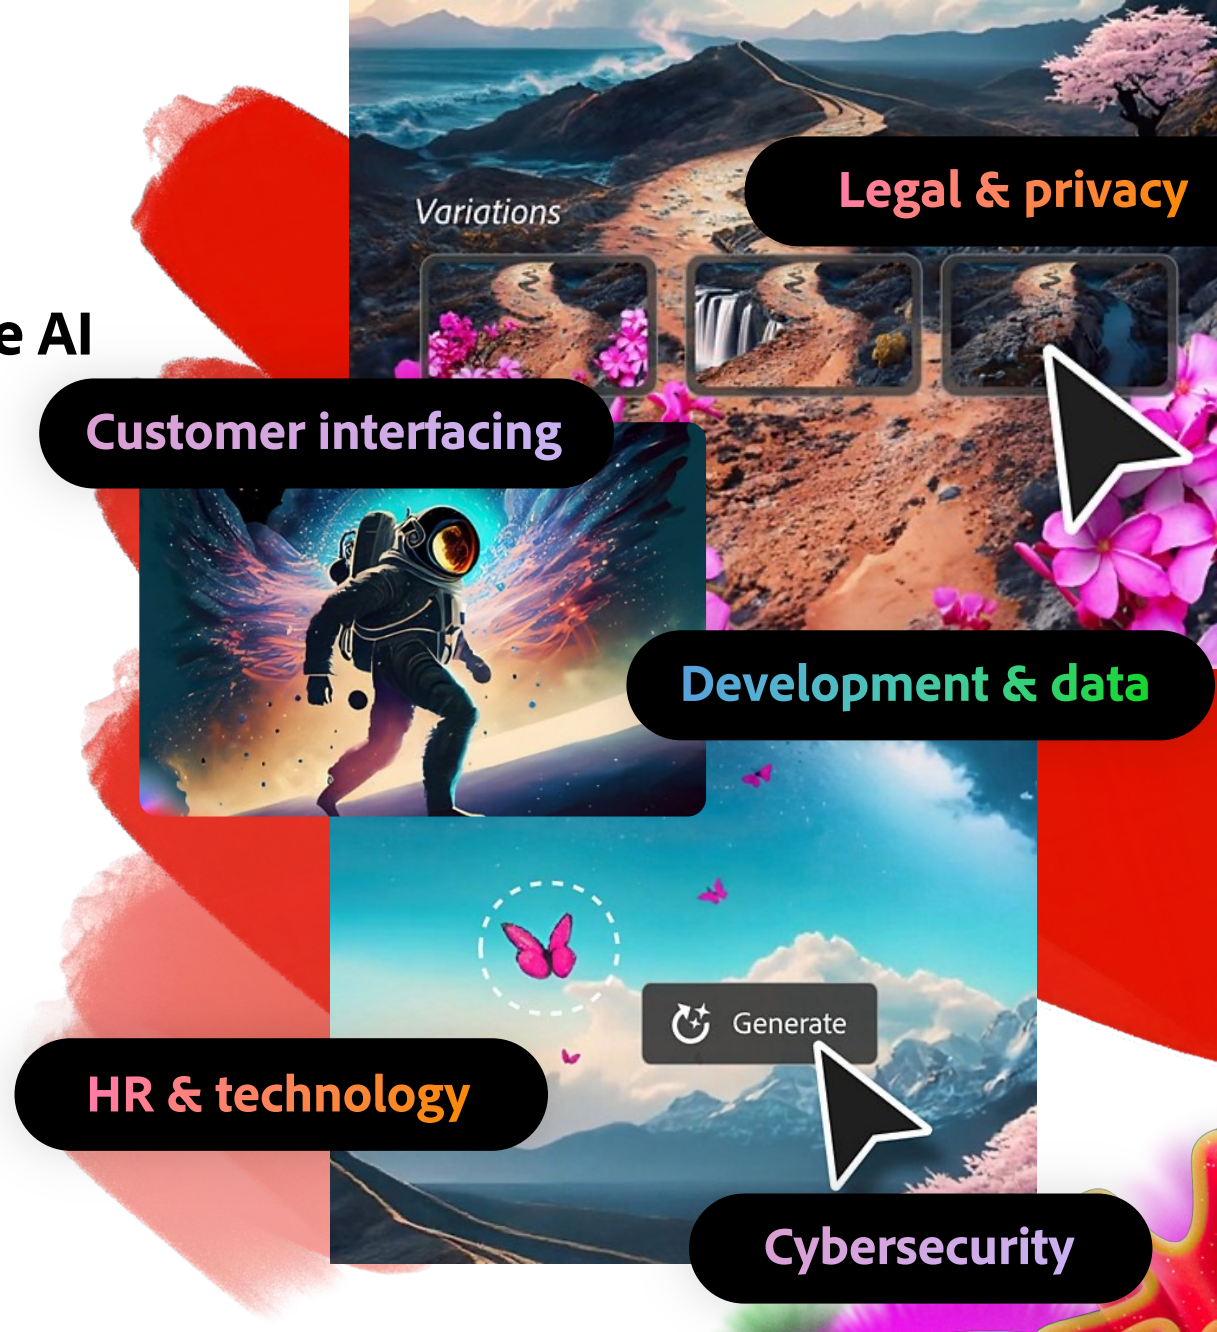 Legal & privacy
Variations
e AI
Customer interfacing
Development & data
Generate
HR & technology
Cybersecurity